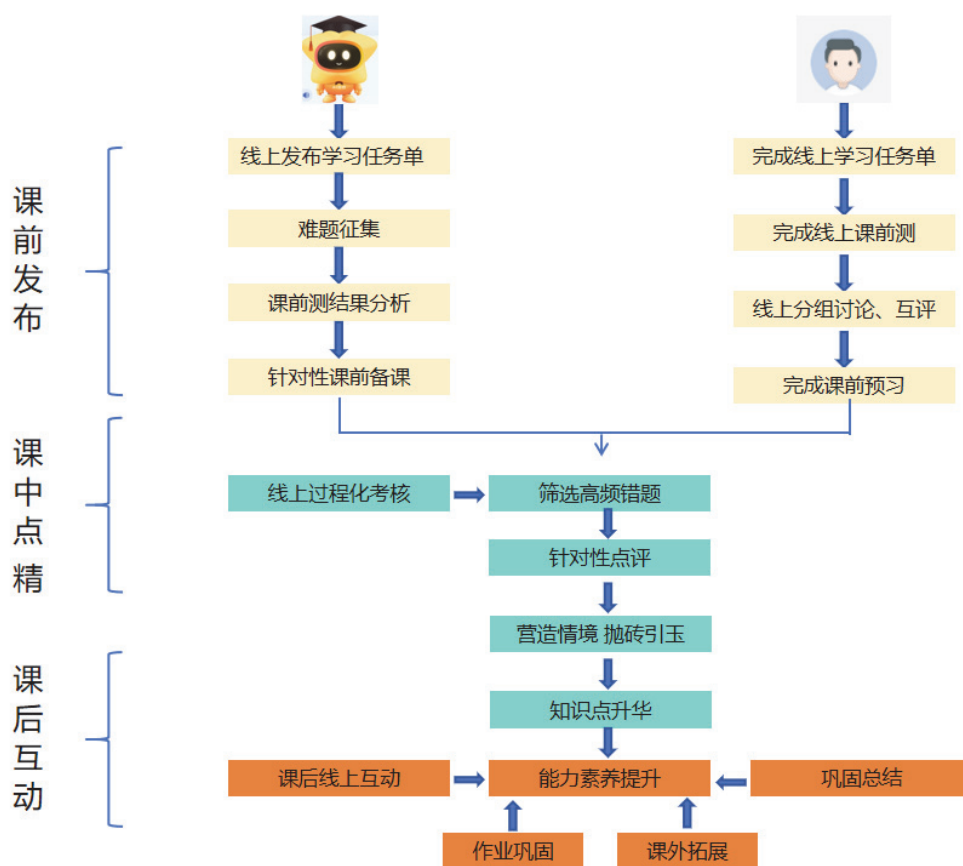 课前发布
线上发布学习任务单
完成线上学习任务单
难题征集
完成线上课前测
课前测结果分析
线上分组讨论、互评
针对性课前备课
完成课前预习
课中点精
线上过程化考核
筛选高频错题
针对性点评
营造情境 抛砖引玉
课后互动
知识点升华
课后线上互动
能力素养提升
巩固总结
作业巩固
课外拓展